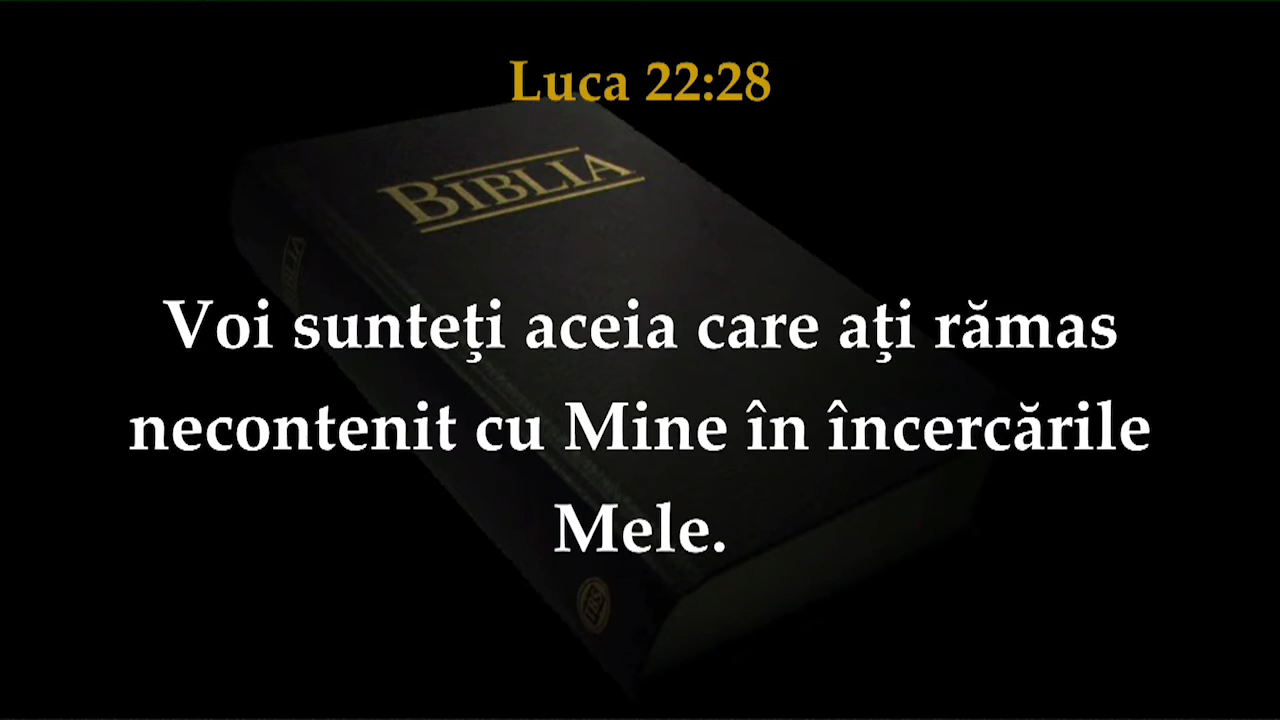 Luca 22:28
BIBLIA
Voi sunteţi aceia care aţi rămas
necontenit cu Mine în încercările
Mele.